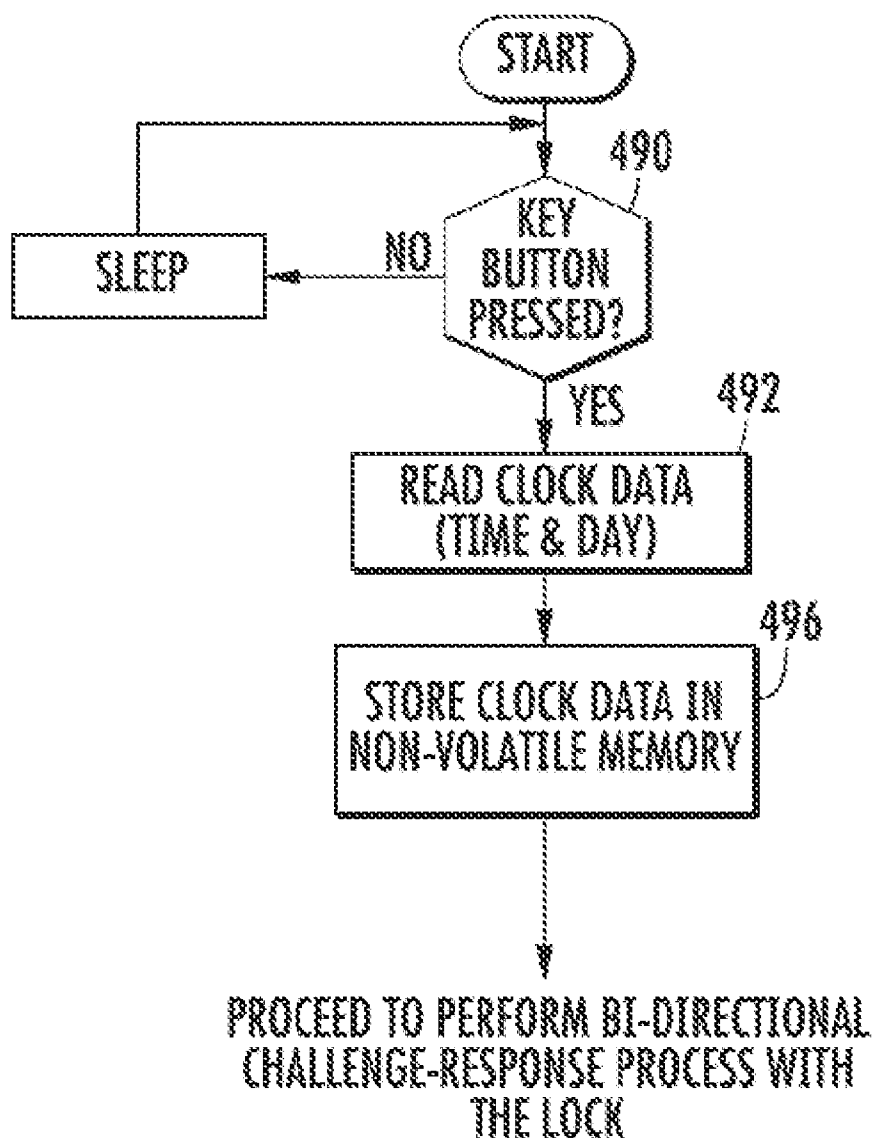 START
490
KEY
BUTTON
PRESSED?
NO
SLEEP
YES
492
READ CLOCK DATA
(TIME & DAY)
496
STORE CLOCK DATA IN
NON-VOLATILE MEMORY
PROCEED TO PERFORM BI-DIRECTIONAL
CHALLENGE-RESPONSE PROCESS WITH
THE LOCK